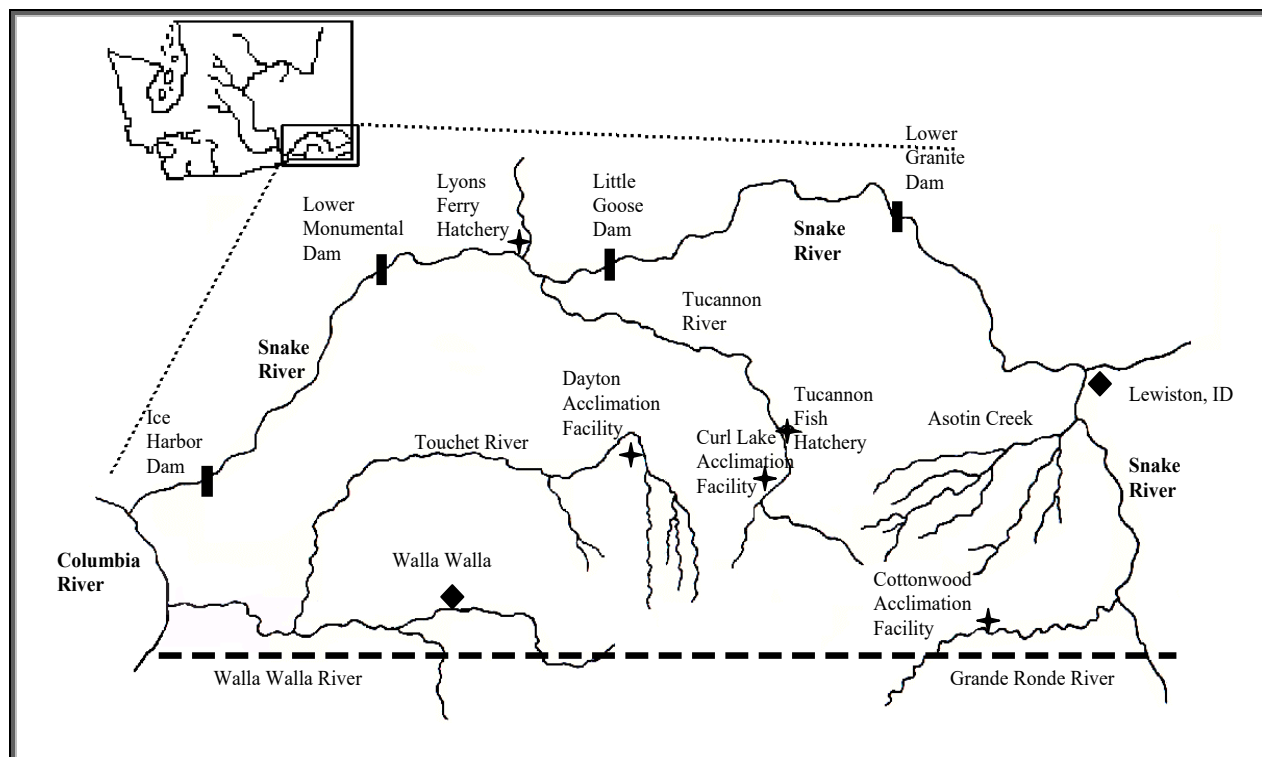 Lower
Granite
Dam
Lyons
Ferry
Hatchery
Little
Goose
Dam
Lower
Monumental
Dam
Snake
River
Tucannon
River
Snake
River
Dayton
Acclimation
Facility
Tucannon
Fish
Hatchery
Lewiston, ID
Ice
Harbor
Dam
Asotin Creek
Touchet River
Curl Lake
Acclimation
Facility
Snake
River
Columbia
River
Walla Walla
Cottonwood
Acclimation
Facility
Walla Walla River
Grande Ronde River